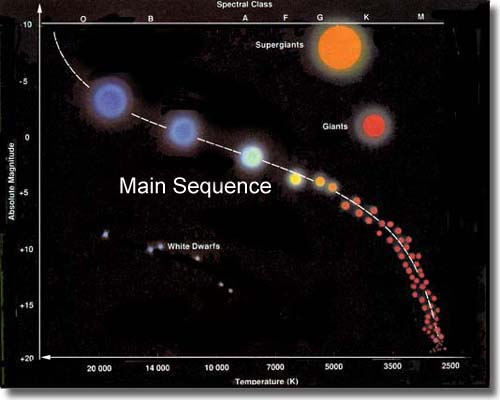 Spectral Class
O B A F G K M
-10
Supergiants
-5
Giants
0
Absolute Magnitude
+5
Main Sequence
+10
White Dwarfs
+15
+20
20 000 14 000 10 000 7000 5000 3500 2500
Temperature (K)